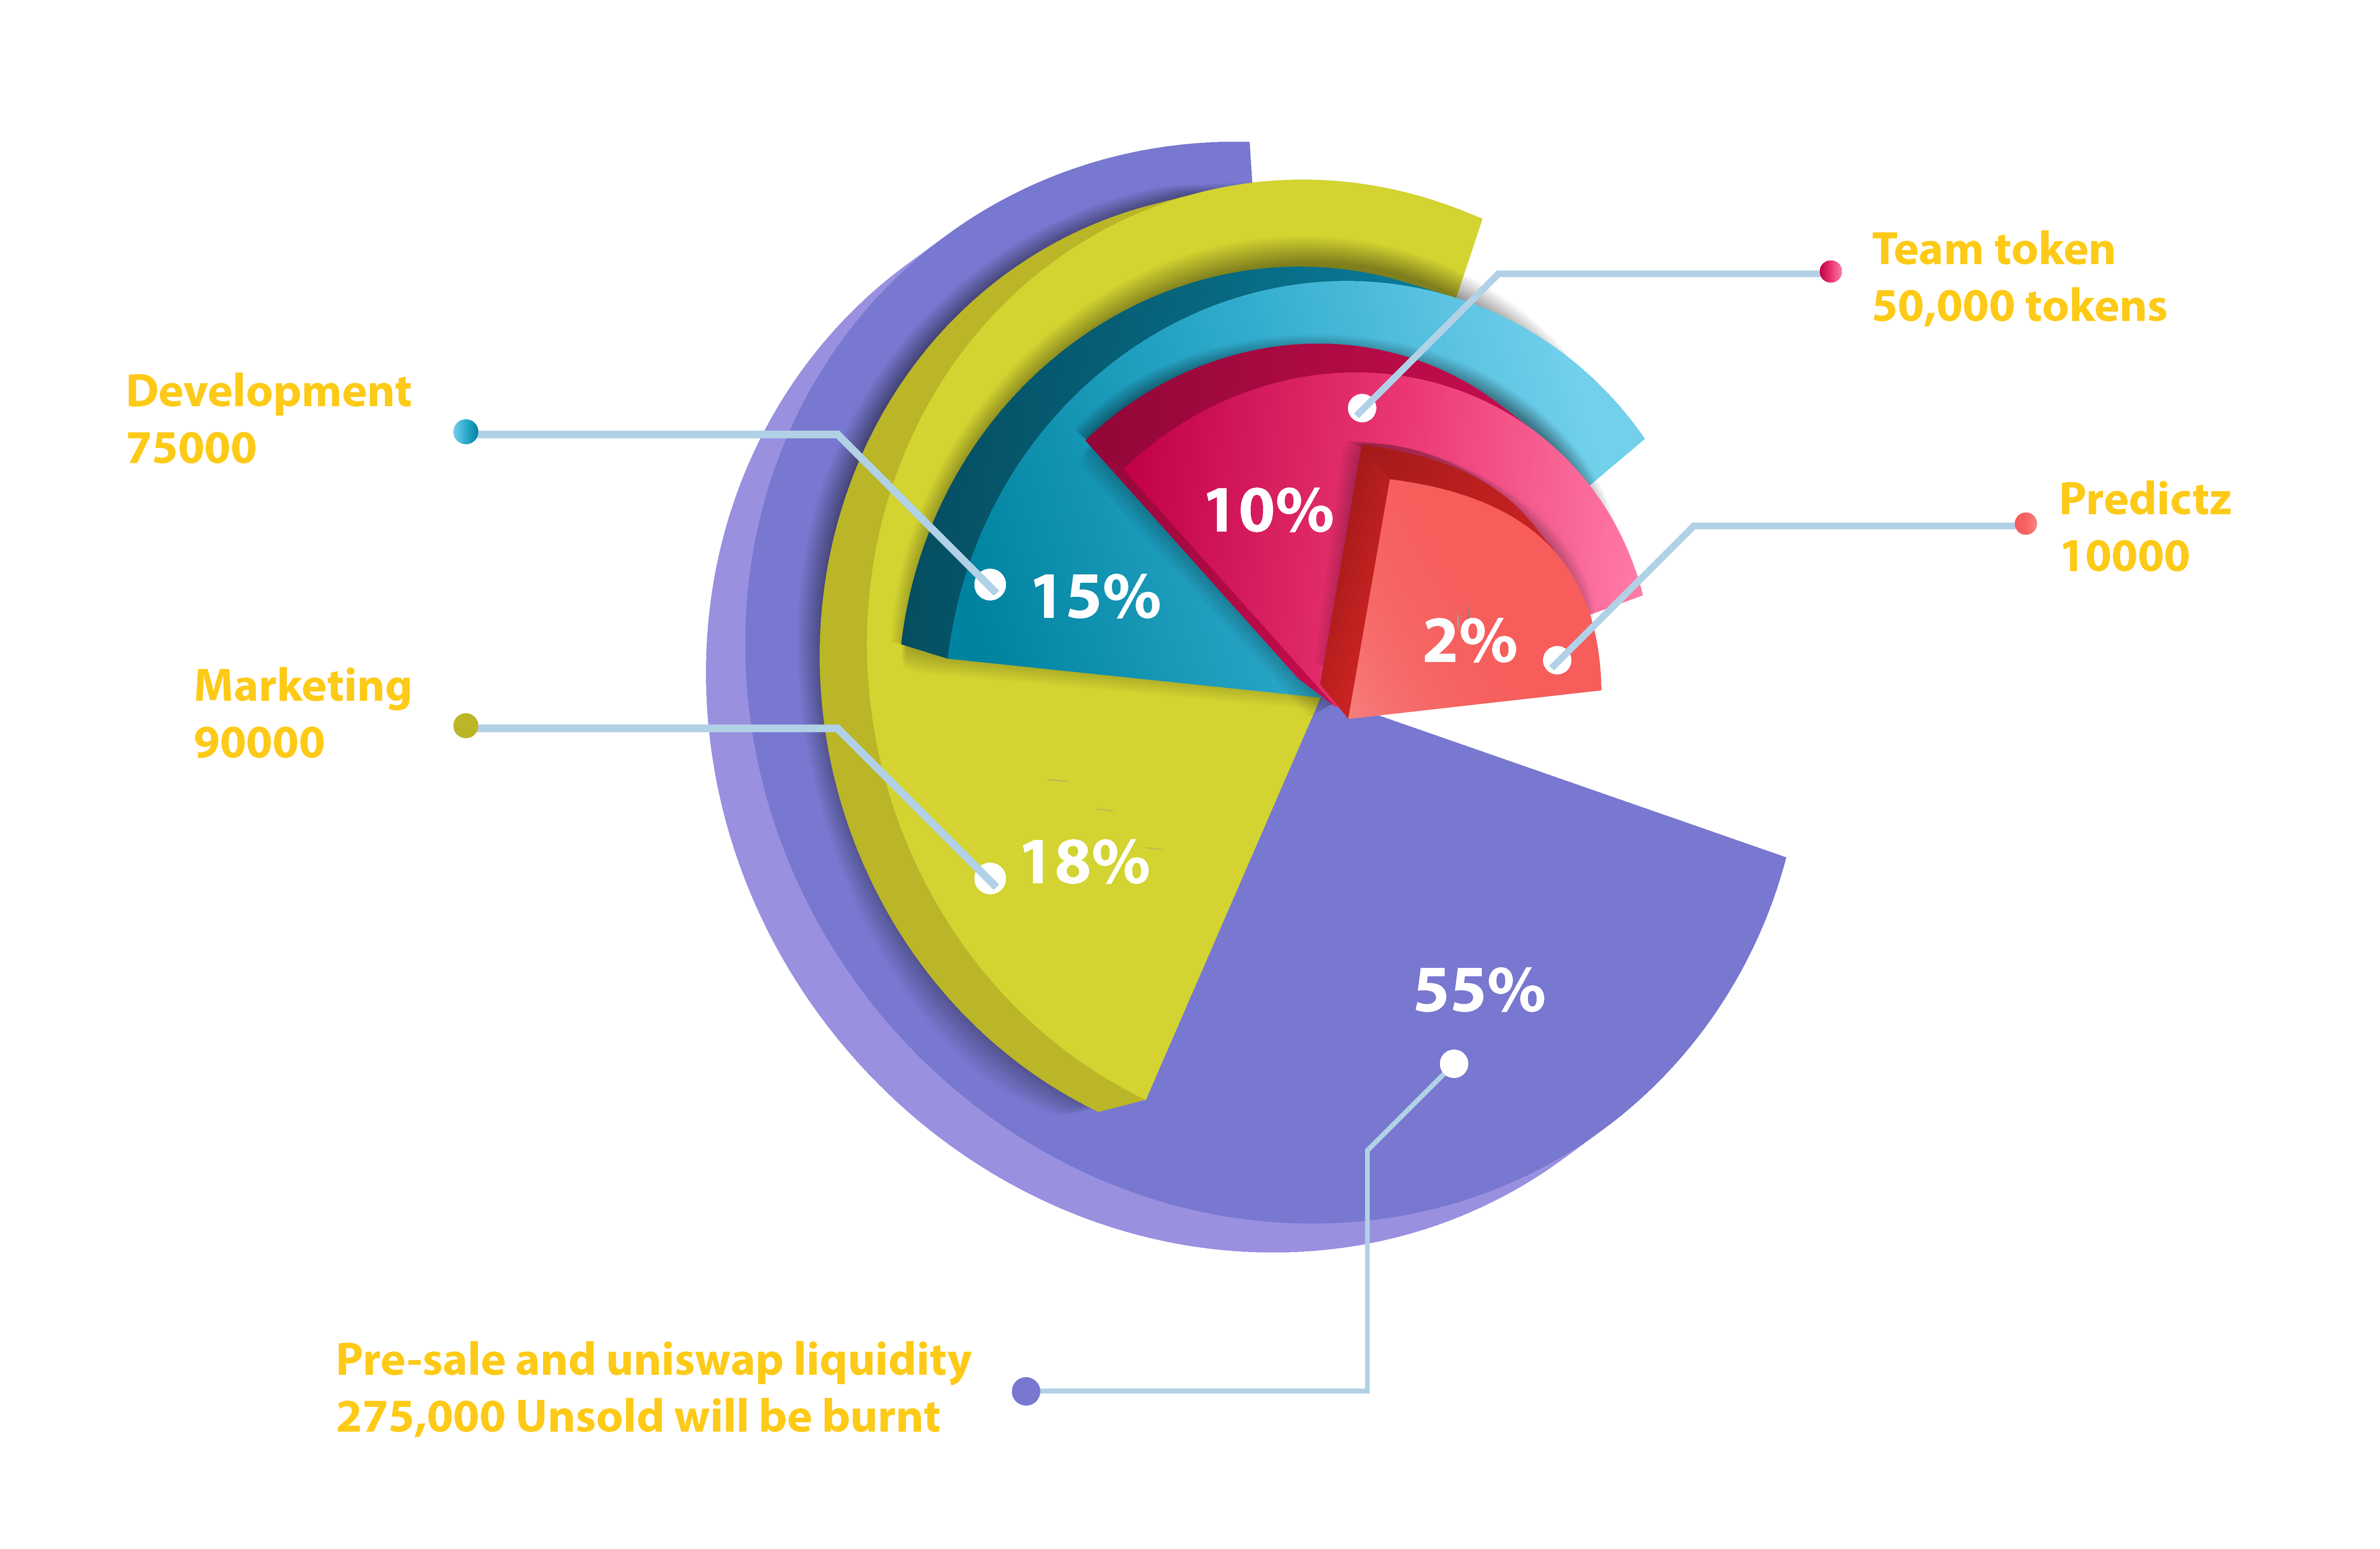 Team token
50,000 tokens
Development
75000
Predictz
10000
10%
15%
2%
Marketing
90000
18%
55%
Pre-sale and uniswap liquidity
275,000 Unsold will be burnt